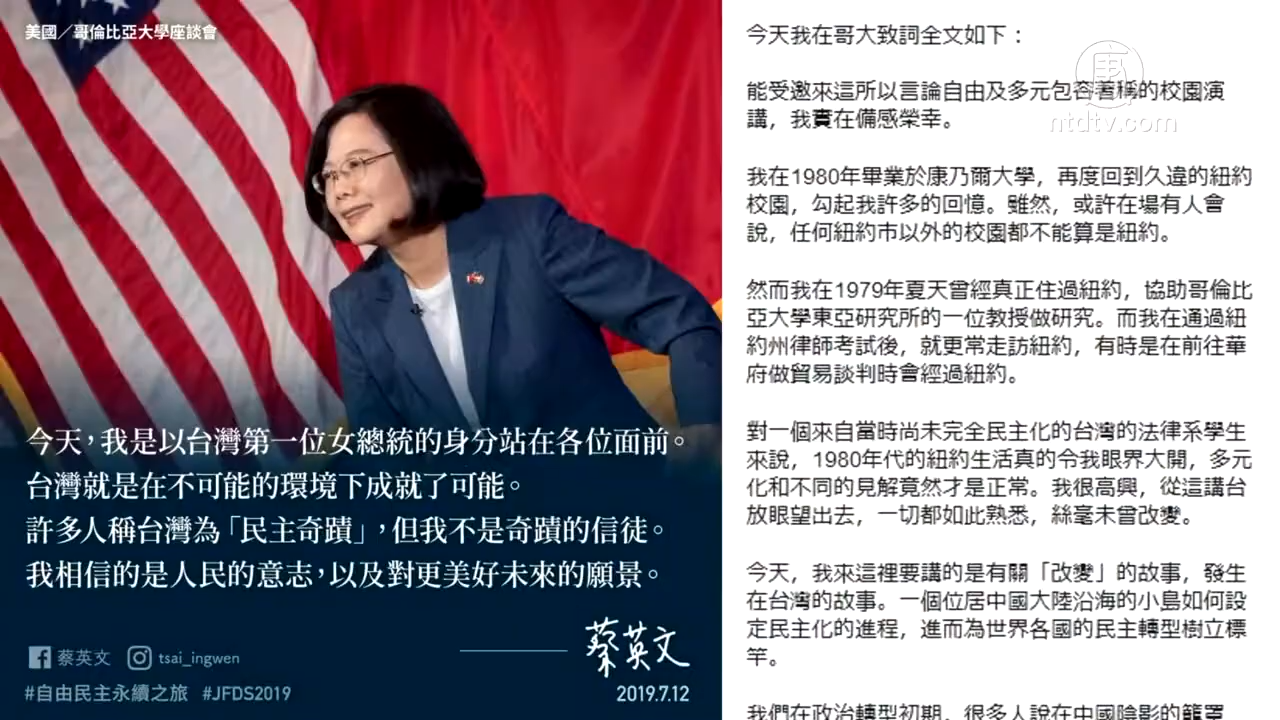 美國／哥倫比亞大學座談會
今天，我是以台灣第一位女總統的身分站在各位面前。
台灣就是在不可能的環境下成就了可能。
許多人稱台灣為「民主奇蹟」，但我不是奇蹟的信徒。
我相信的是人民的意志，以及對更美好未來的願景。
蔡英文
2019.7.12
蔡英文 tsai_ingwen
#自由民主永續之旅 #JFDS2019
今天我在哥大致詞全文如下：
能受邀來這所以言論自由及多元包容著稱的校園演
講，我實在備感榮幸。
我在1980年畢業於康乃爾大學，再度回到久違的紐約
校園，勾起我許多的回憶。雖然，或許在場有人會
說，任何紐約市以外的校園都不能算是紐約。
然而我在1979年夏天曾經真正住過紐約，協助哥倫比
亞大學東亞研究所的一位教授做研究。而我在通過紐
約州律師考試後，就更常走訪紐約，有時是在前往華
府做貿易談判時會經過紐約。
對一個來自當時尚未完全民主化的台灣的法律系學生
來說，1980年代的紐約生活真的令我眼界大開，多元
化和不同的見解竟然才是正常。我很高興，從這講台
放眼望出去，一切都如此熟悉，絲毫未曾改變。
今天，我來這裡要講的是有關「改變」的故事，發生
在台灣的故事。一個位居中國大陸沿海的小島如何設
定民主化的進程，進而為世界各國的民主轉型樹立標
竿。
我們在政治轉型初期，很多人說在中國陰影的籠罩
唐
ntdtv.com